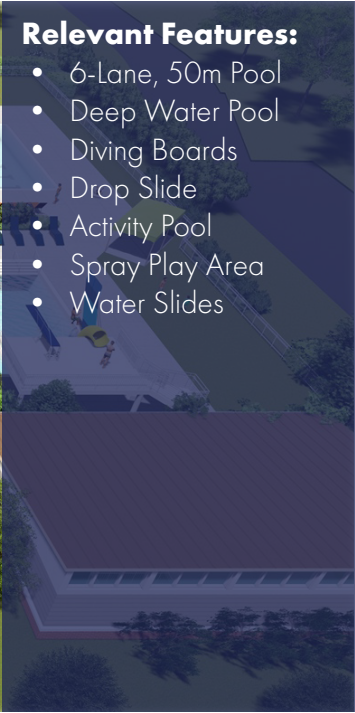 Relevant Features:
• 6-Lane, 50m Pool
• Deep Water Pool
• Diving Boards
• Drop Slide
• Activity Pool
• Spray Play Area
• Water Slides